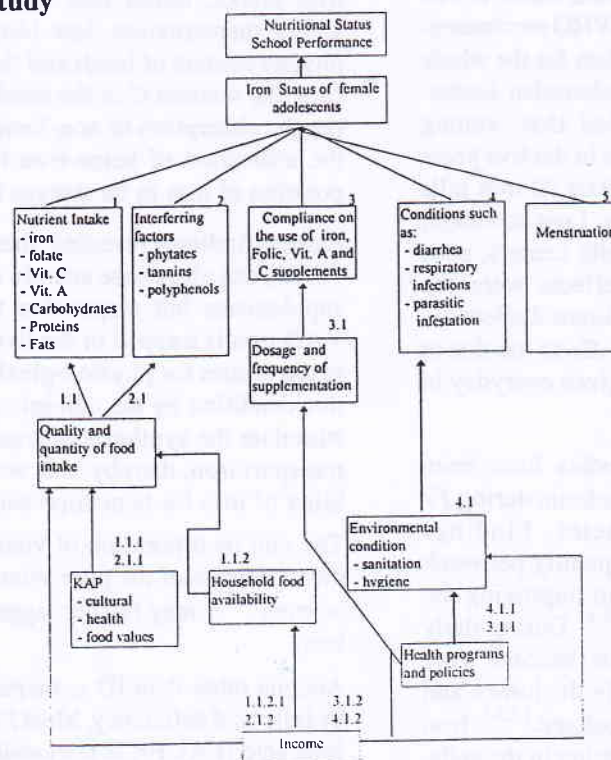 tudy
Nutritional Status
School Performance
Iron Status of female
adolescents
1
Nutrient Intake
- iron
- folate
- Vit. C
- Vit. A
- Carbohydrates
- Proteins
- Fats
2
Interfering
factors
- phytates
- tannins
- polyphenols
3
Compliance on
the use of iron,
Folic, Vit. A and
C supplements
4
Conditions such
as:
- diarrhea
- respiratory
infections
- parasitic
infestation
5
Menstruation
3.1
Dosage and
frequency of
supplementation
1.1
2.1
Quality and
quantity of food
intake
4.1
Environmental
condition
- sanitation
- hygiene
1.1.1
2.1.1
KAP
- cultural
- health
- food values
1.1.2
Household food
availability
4.1.1
3.1.1
Health programs
and policies
1.1.2.1
2.1.2
3.1.2
4.1.2
Income